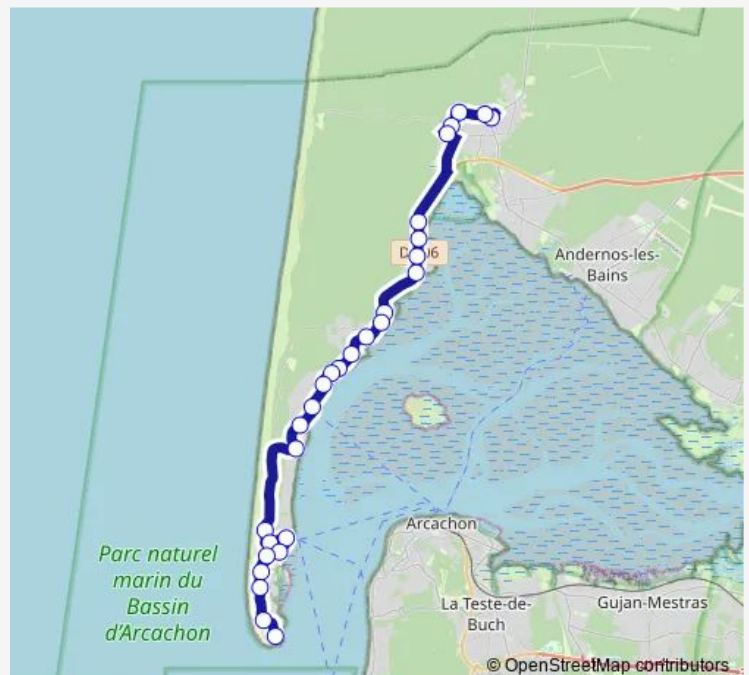 Andernos-les-
Bains
Arcachon
Parc naturel
marin du
Bassin
d'Arcachon
La Teste-de-
Buch
Gujan-Mestras
© OpenStreetMap contributors